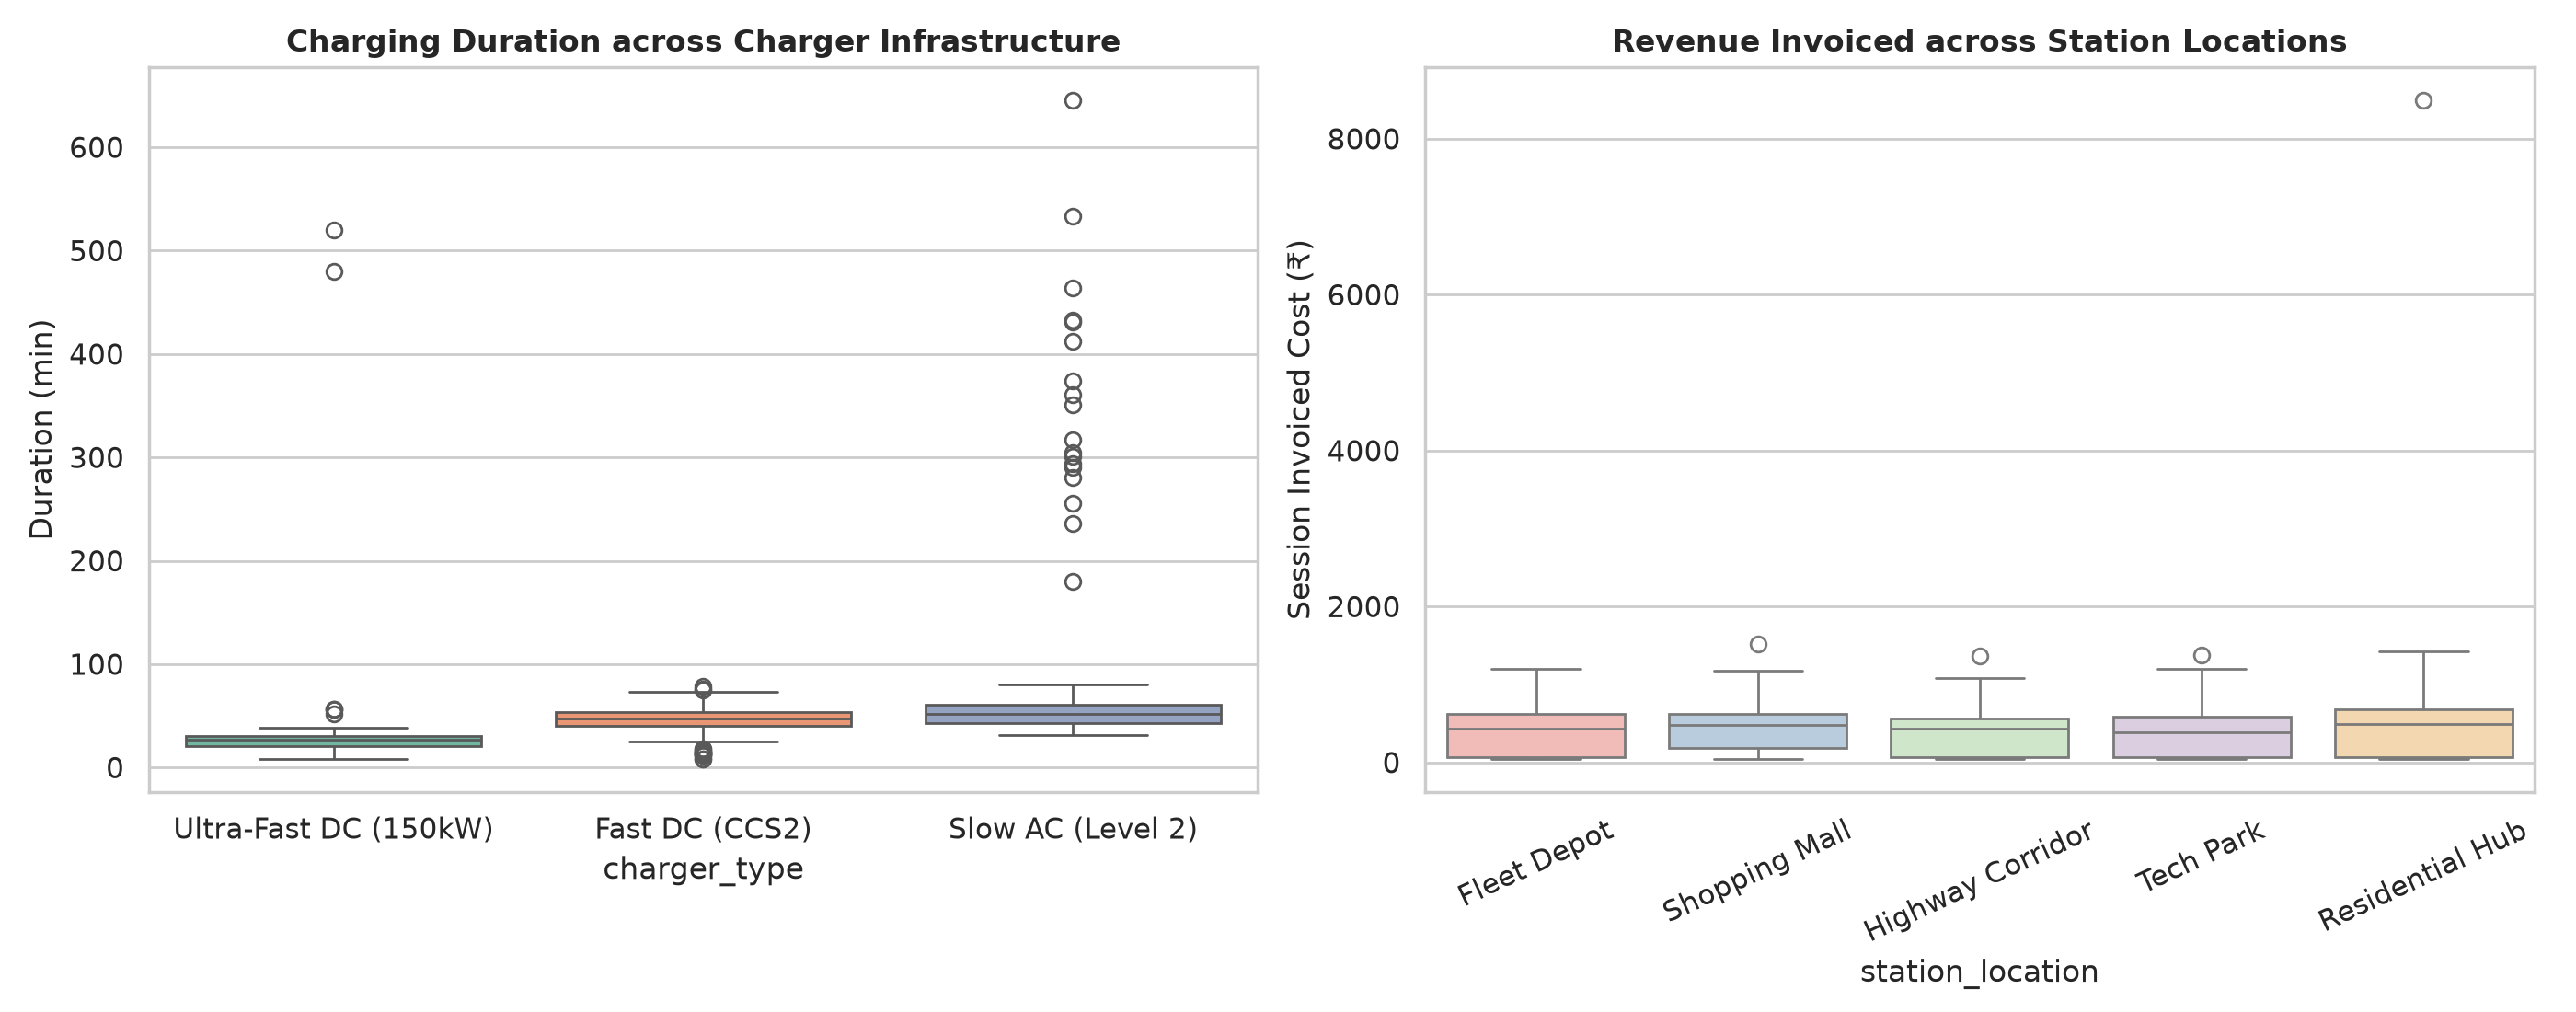 Charging Duration across Charger Infrastructure
Duration (min)
600
500
400
300
200
100
0
Ultra-Fast DC (150kW)
Fast DC (CCS2)
Slow AC (Level 2)
charger_type
Revenue Invoiced across Station Locations
Session Invoiced Cost (₹)
8000
6000
4000
2000
0
Fleet Depot
Shopping Mall
Highway Corridor
Tech Park
Residential Hub
station_location